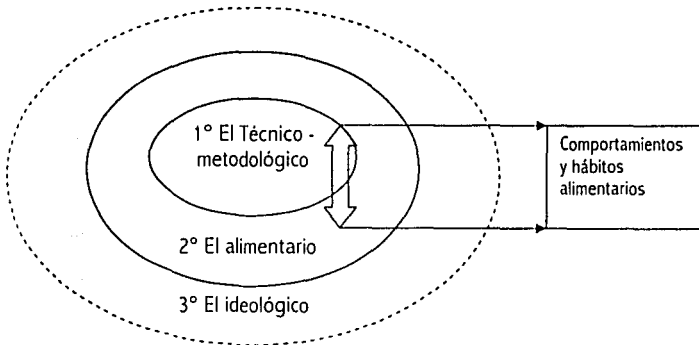 1° El Técnico -
metodológico
Comportamientos
y hábitos
alimentarios
2° El alimentario
3° El ideológico